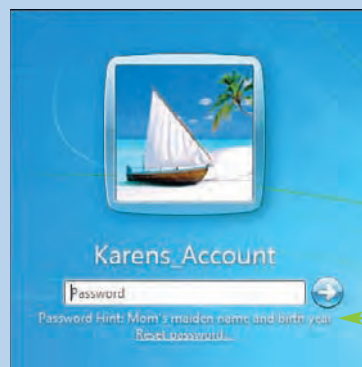 Karens_Account
Password
Password Hint: Mom's maiden name and birth year
Reset password...